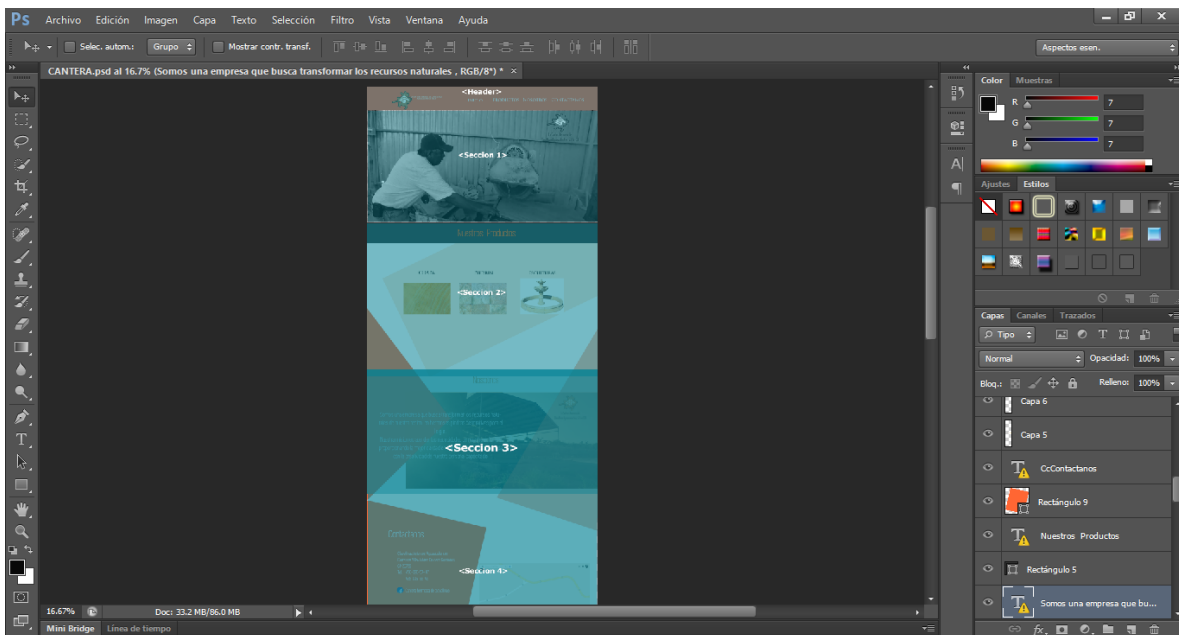 Ps Archivo Edición Imagen Capa Texto Selección Filtro Vista Ventana Ayuda
Selec. autom.: Grupo Mostrar contr. transf. Aspectos esen.
CANTERA.psd al 16.7% (Somos una empresa que busca transformar los recursos naturales , RGB/8*) * ×
<Header>
<Seccion 1>
Nuestros Productos
<Seccion 2>
Nosotros
<Seccion 3>
Contactanos
<Seccion 4>
Color Muestras
R 7
G 7
B 7
Ajustes Estilos
Capas Canales Trazados
Tipo
Normal Opacidad: 100%
Bloq.: Relleno: 100%
Capa 6
Capa 5
CcContactanos
Rectángulo 9
Nuestros Productos
Rectángulo 5
Somos una empresa que bu...
16.67% Doc: 33.2 MB/86.0 MB
Mini Bridge Línea de tiempo